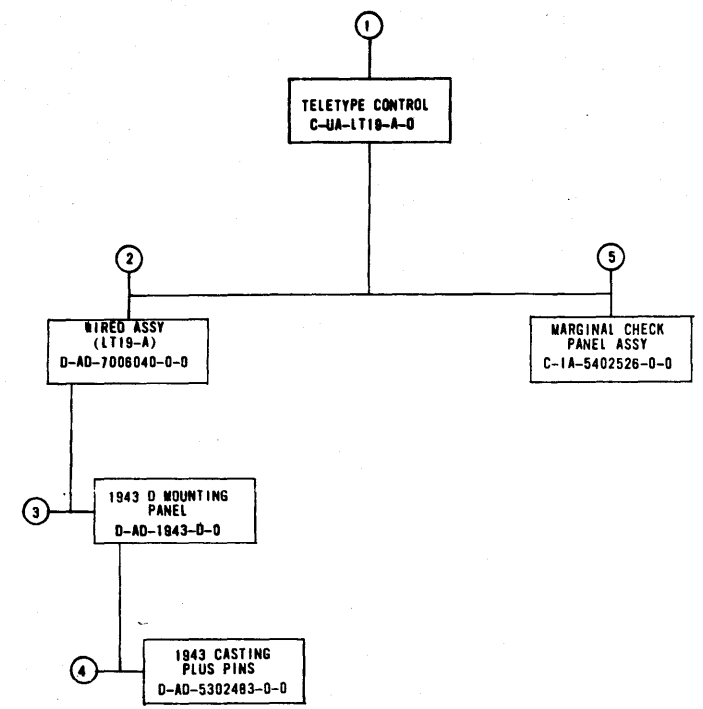 1
TELETYPE CONTROL
C-UA-LT19-A-0
2
5
WIRED ASSY
(LT19-A)
D-AD-7006040-0-0
MARGINAL CHECK
PANEL ASSY
C-IA-5402526-0-0
3
1943 D MOUNTING
PANEL
D-AD-1943-D-0
4
1943 CASTING
PLUS PINS
D-AD-5302483-0-0